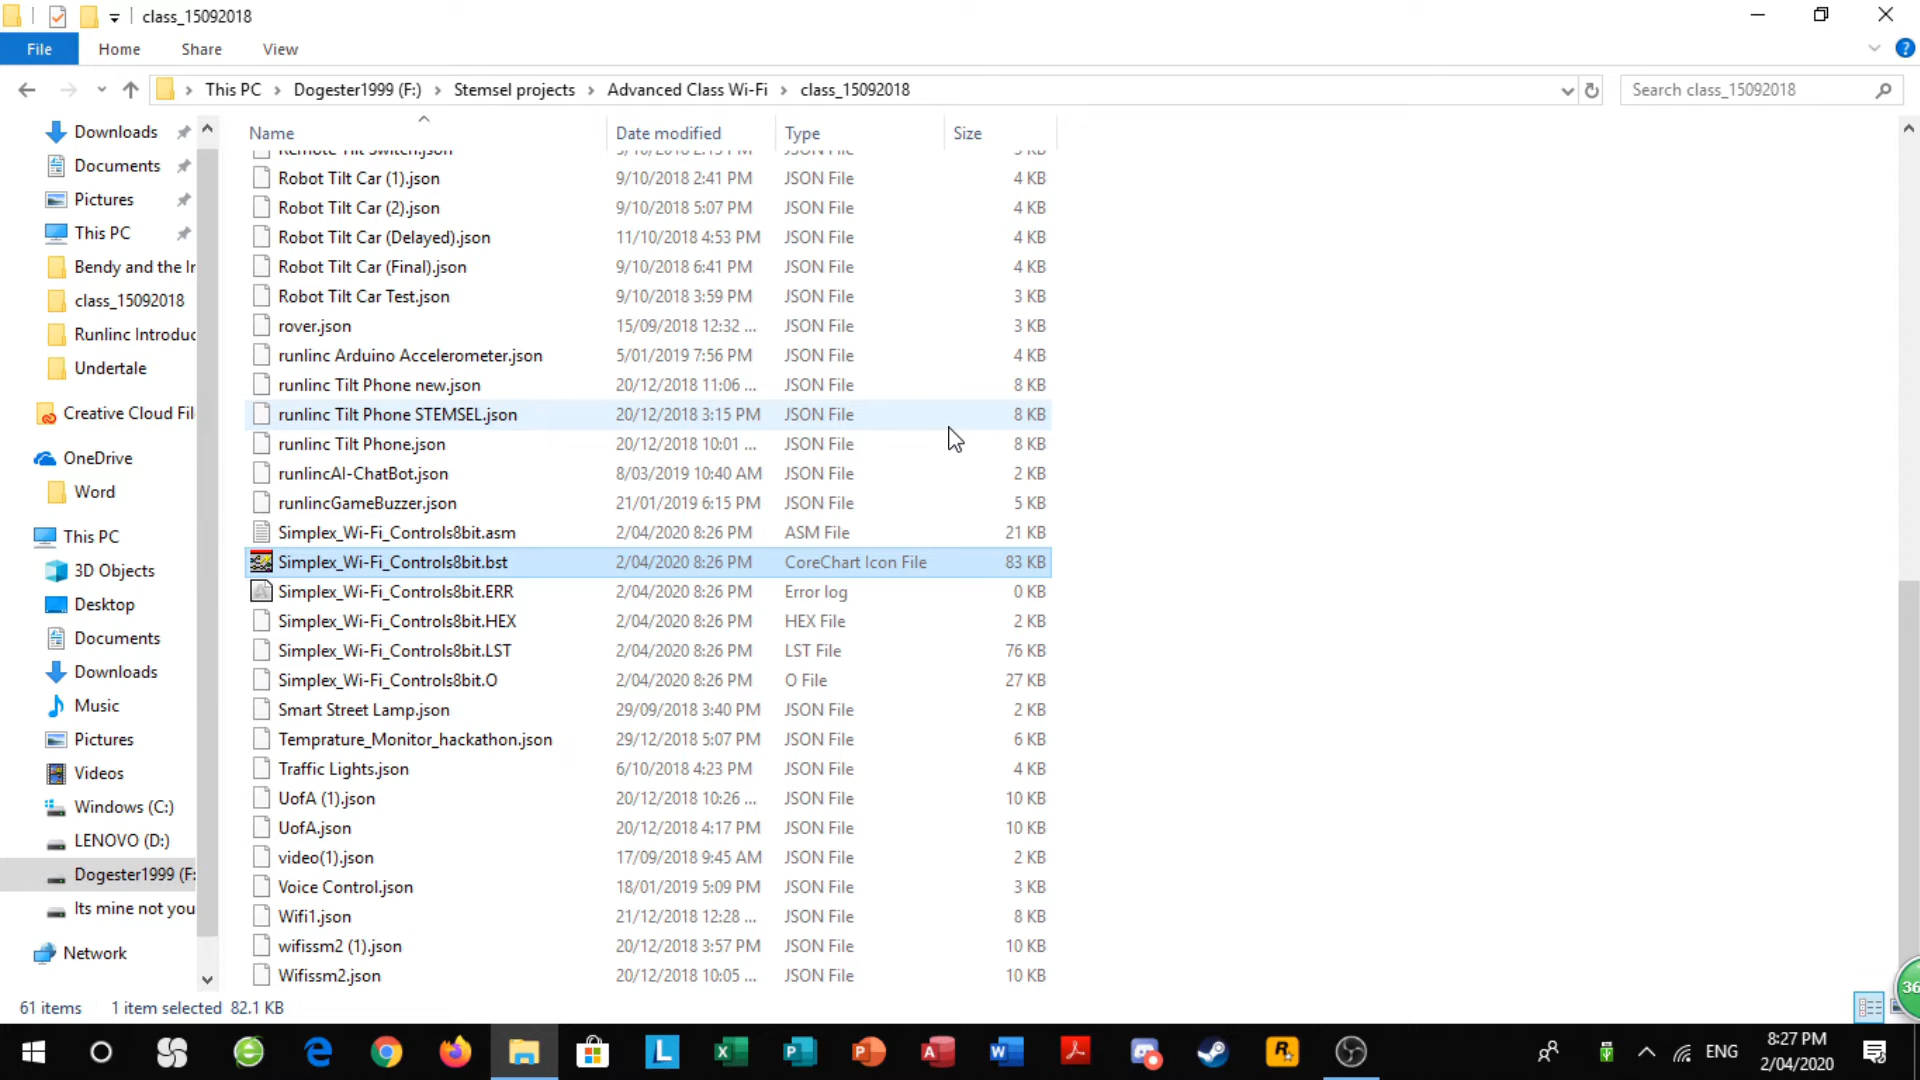 class_15092018
File Home Share View
This PC Dogester1999 (F:) Stemsel projects Advanced Class Wi-Fi class_15092018
Search class_15092018
Name Date modified Type Size
Downloads
Documents
Pictures
This PC
Bendy and the Ir
class_15092018
Runlinc Introduc
Undertale
Creative Cloud Fil
OneDrive
Word
This PC
3D Objects
Desktop
Documents
Downloads
Music
Pictures
Videos
Windows (C:)
LENOVO (D:)
Dogester1999 (F:
Its mine not you
Network
Remote Tilt Switch.json
Robot Tilt Car (1).json 9/10/2018 2:41 PM JSON File 4 KB
Robot Tilt Car (2).json 9/10/2018 5:07 PM JSON File 4 KB
Robot Tilt Car (Delayed).json 11/10/2018 4:53 PM JSON File 4 KB
Robot Tilt Car (Final).json 9/10/2018 6:41 PM JSON File 4 KB
Robot Tilt Car Test.json 9/10/2018 3:59 PM JSON File 3 KB
rover.json 15/09/2018 12:32 ... JSON File 3 KB
runlinc Arduino Accelerometer.json 5/01/2019 7:56 PM JSON File 4 KB
runlinc Tilt Phone new.json 20/12/2018 11:06 ... JSON File 8 KB
runlinc Tilt Phone STEMSEL.json 20/12/2018 3:15 PM JSON File 8 KB
runlinc Tilt Phone.json 20/12/2018 10:01 ... JSON File 8 KB
runlincAI-ChatBot.json 8/03/2019 10:40 AM JSON File 2 KB
runlincGameBuzzer.json 21/01/2019 6:15 PM JSON File 5 KB
Simplex_Wi-Fi_Controls8bit.asm 2/04/2020 8:26 PM ASM File 21 KB
Simplex_Wi-Fi_Controls8bit.bst 2/04/2020 8:26 PM CoreChart Icon File 83 KB
Simplex_Wi-Fi_Controls8bit.ERR 2/04/2020 8:26 PM Error log 0 KB
Simplex_Wi-Fi_Controls8bit.HEX 2/04/2020 8:26 PM HEX File 2 KB
Simplex_Wi-Fi_Controls8bit.LST 2/04/2020 8:26 PM LST File 76 KB
Simplex_Wi-Fi_Controls8bit.O 2/04/2020 8:26 PM O File 27 KB
Smart Street Lamp.json 29/09/2018 3:40 PM JSON File 2 KB
Temprature_Monitor_hackathon.json 29/12/2018 5:07 PM JSON File 6 KB
Traffic Lights.json 6/10/2018 4:23 PM JSON File 4 KB
UofA (1).json 20/12/2018 10:26 ... JSON File 10 KB
UofA.json 20/12/2018 4:17 PM JSON File 10 KB
video(1).json 17/09/2018 9:45 AM JSON File 2 KB
Voice Control.json 18/01/2019 5:09 PM JSON File 3 KB
Wifi1.json 21/12/2018 12:28 ... JSON File 8 KB
wifissm2 (1).json 20/12/2018 3:57 PM JSON File 10 KB
Wifissm2.json 20/12/2018 10:05 ... JSON File 10 KB
36
61 items 1 item selected 82.1 KB
ENG
8:27 PM
2/04/2020